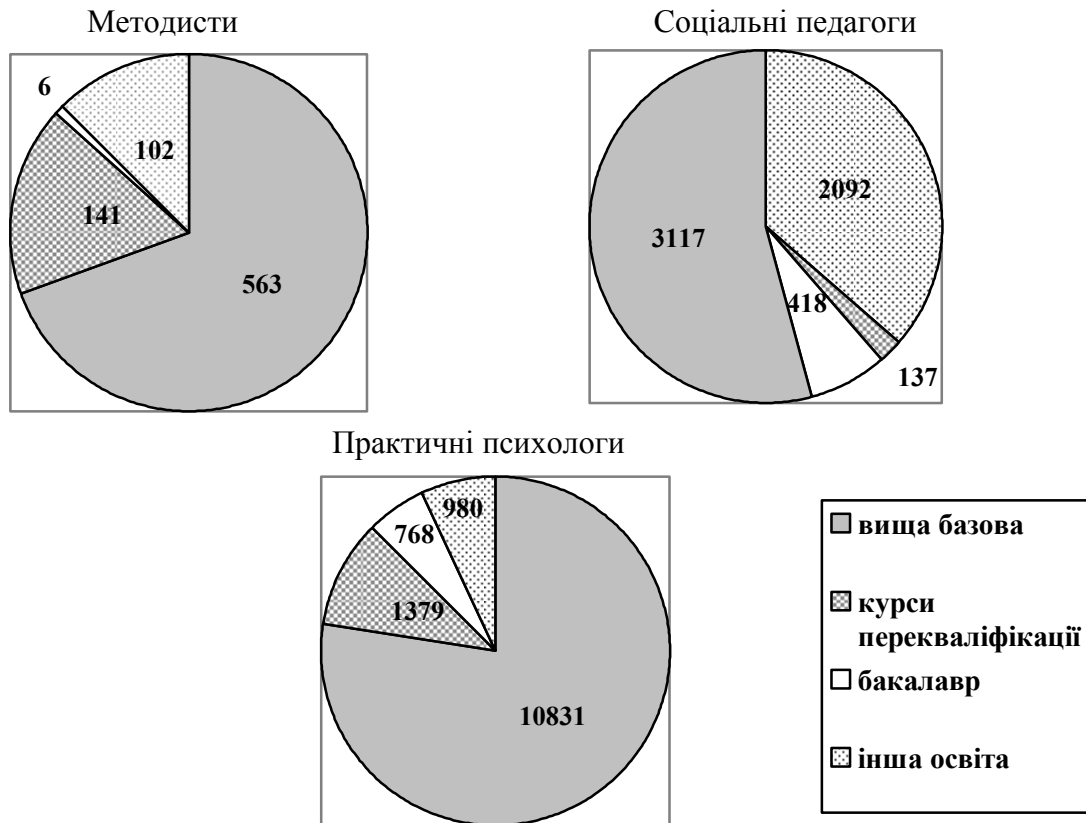 Методисти
6
102
141
563
Соціальні педагоги
2092
3117
418
137
Практичні психологи
980
768
1379
10831
вища базова
курси
перекваліфікації
бакалавр
інша освіта